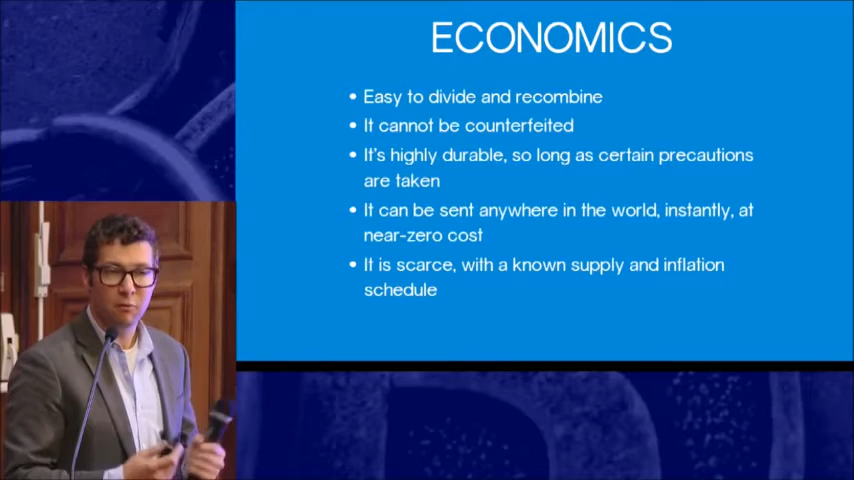 ECONOMICS
• Easy to divide and recombine
• It cannot be counterfeited
• It's highly durable, so long as certain precautions
are taken
• It can be sent anywhere in the world, instantly, at
near-zero cost
• It is scarce, with a known supply and inflation
schedule